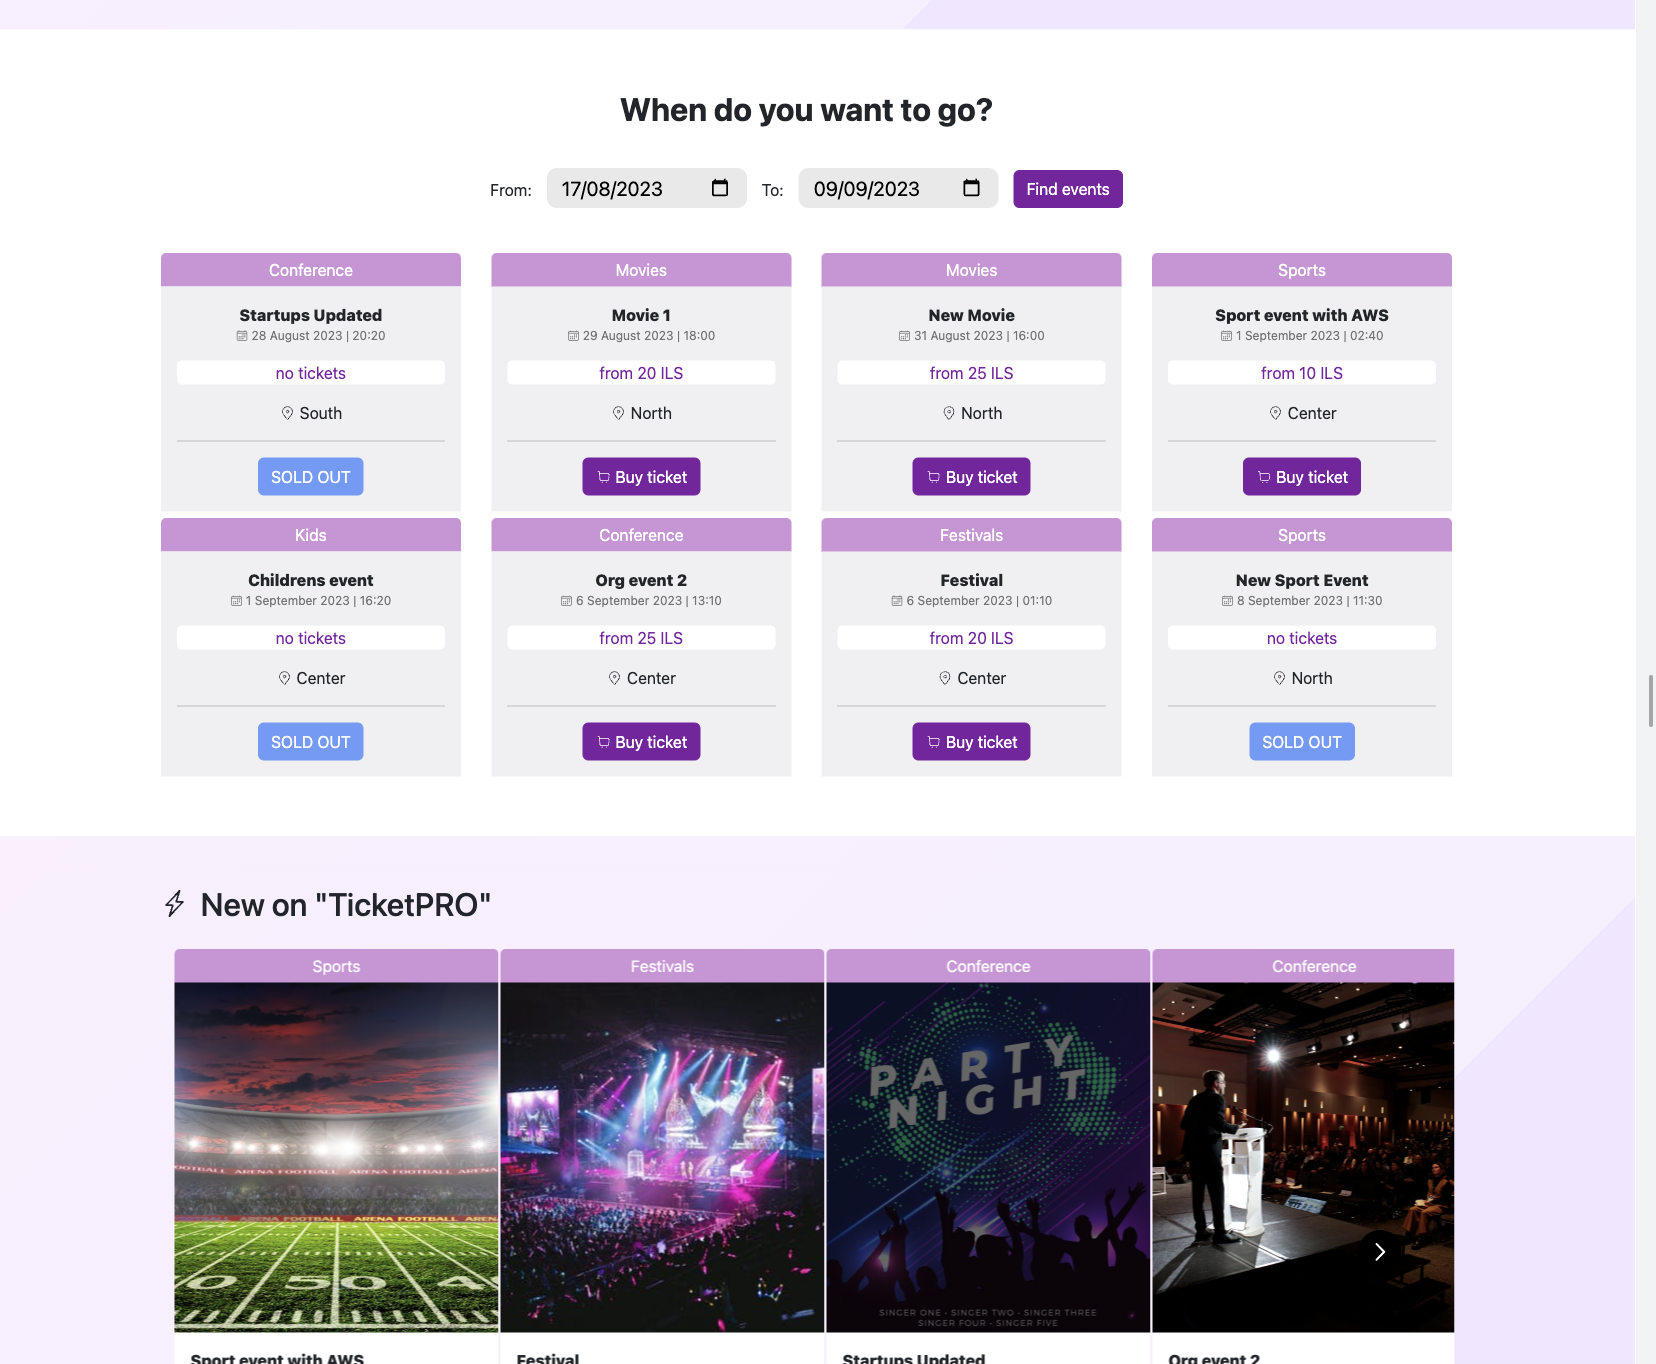 When do you want to go?
From: 17/08/2023 To: 09/09/2023 Find events
Conference
Startups Updated
28 August 2023 | 20:20
no tickets
South
SOLD OUT
Movies
Movie 1
29 August 2023 | 18:00
from 20 ILS
North
Buy ticket
Movies
New Movie
31 August 2023 | 16:00
from 25 ILS
North
Buy ticket
Sports
Sport event with AWS
1 September 2023 | 02:40
from 10 ILS
Center
Buy ticket
Kids
Childrens event
1 September 2023 | 16:20
no tickets
Center
SOLD OUT
Conference
Org event 2
6 September 2023 | 13:10
from 25 ILS
Center
Buy ticket
Festivals
Festival
6 September 2023 | 01:10
from 20 ILS
Center
Buy ticket
Sports
New Sport Event
8 September 2023 | 11:30
no tickets
North
SOLD OUT
New on "TicketPRO"
Sports
OOTBALL ARENA FOOTBALL ARENA FOOTBALL ARENA
FOOTBALL ARENA FOOTBALL AREN
0 50 4
Sport event with AWS
Festivals
Festival
Conference
PARTY
NIGHT
SINGER ONE - SINGER TWO - SINGER THREE
SINGER FOUR - SINGER FIVE
Startups Updated
Conference
Org event 2